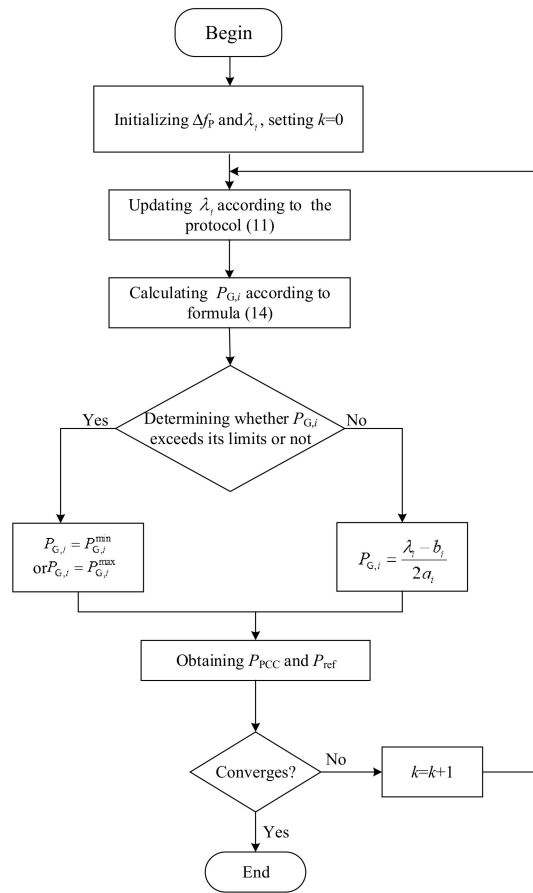 Begin
Initializing Δf_P and λ_i, setting k=0
Updating λ_i according to the
protocol (11)
Calculating P_G,i according to
formula (14)
Yes
Determining whether P_G,i
exceeds its limits or not
No
P_G,i = P_G,i^min
orP_G,i = P_G,i^max
P_G,i = (λ_i − b_i) / 2a_i
Obtaining P_PCC and P_ref
Converges?
No
k=k+1
Yes
End